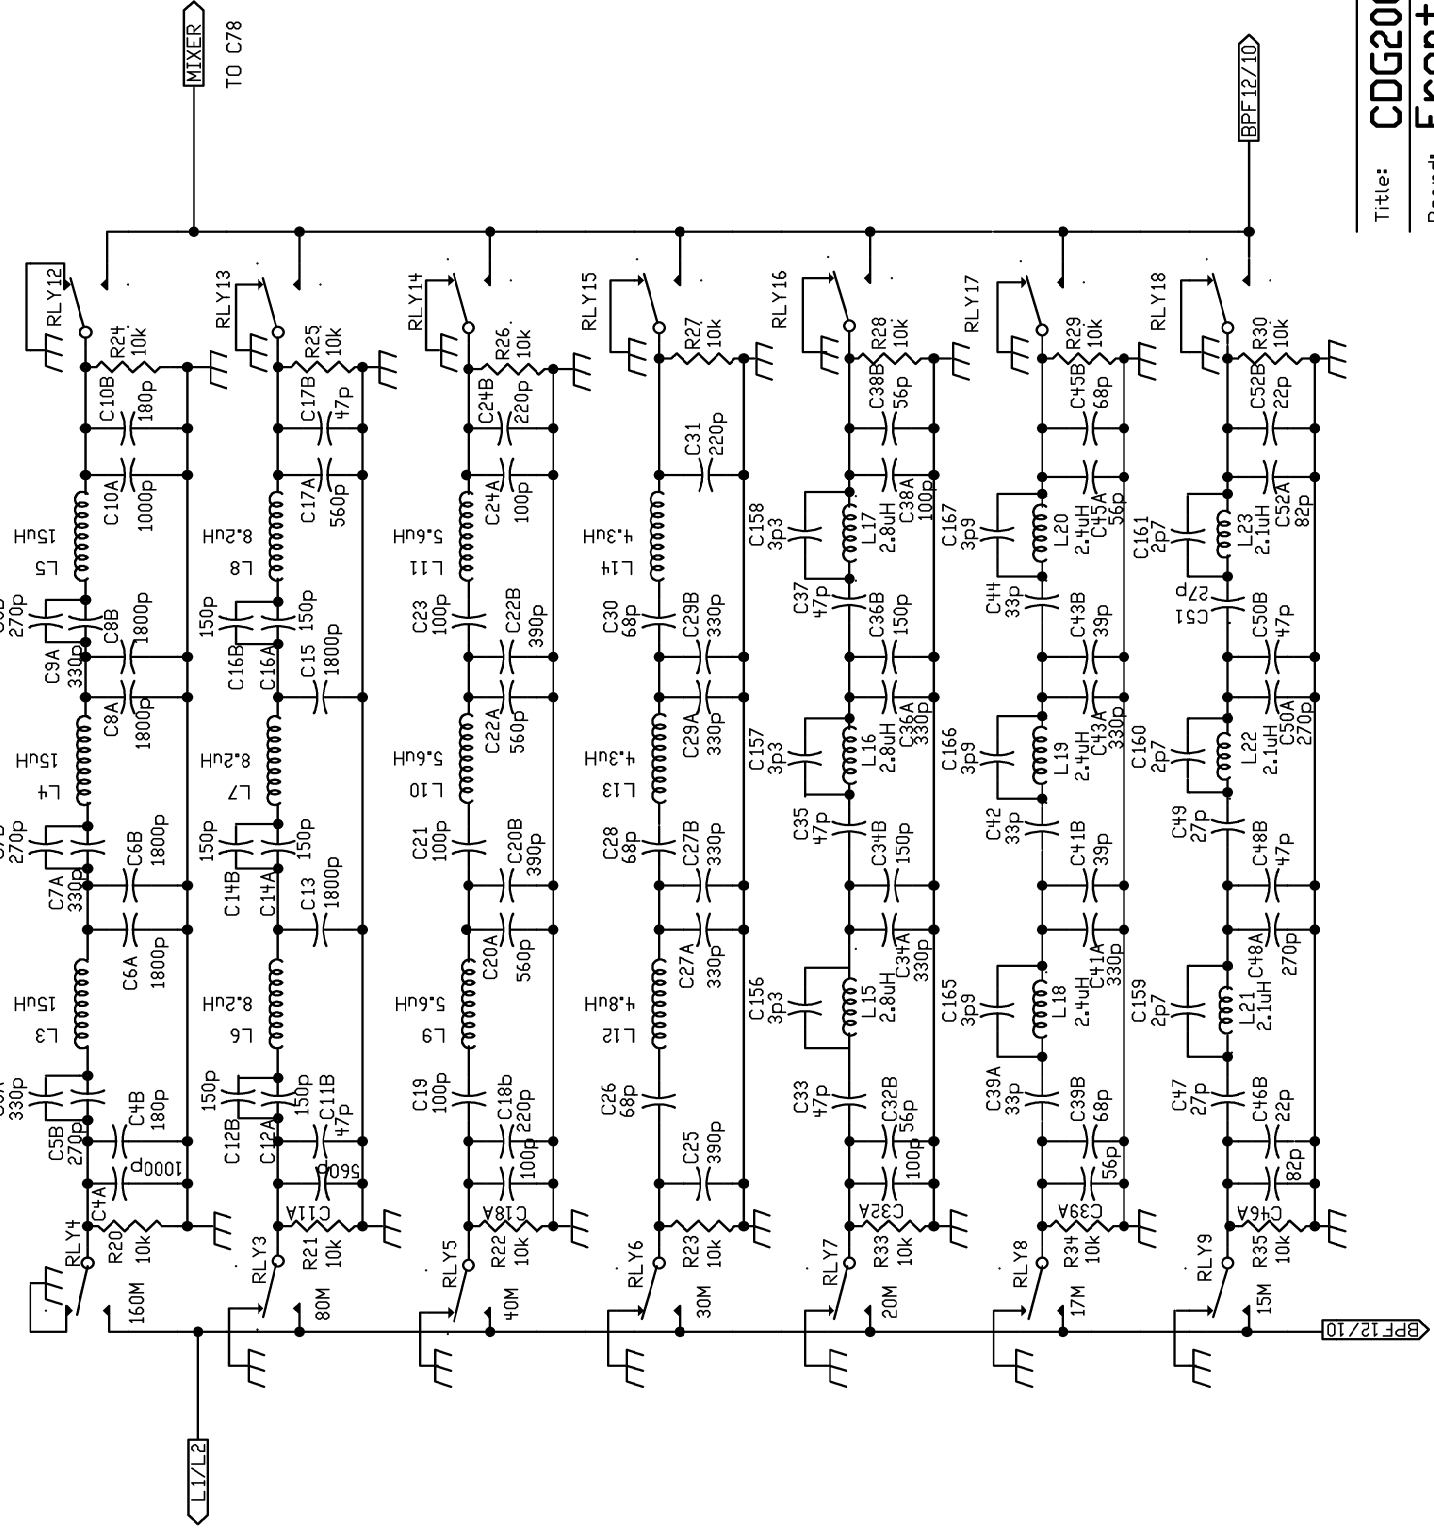 MIXER
TO C78
BPF12/10
Title: CDG200
RLY12
R24
10k
C10B
180p
C10A
1000p
15uH
L5
270p
C9A
330p
C8B
1800p
C8A
1800p
15uH
L4
270p
C7A
330p
C6B
1800p
C6A
1800p
15uH
L3
330p
C5B
270p
C4B
180p
C4A
1000p
R20
10k
RLY4
160M
RLY13
R25
10k
C17B
47p
C17A
560p
8.2uH
L8
150p
C16B
C16A
150p
C15
1800p
8.2uH
L7
150p
C14B
C14A
150p
C13
1800p
8.2uH
L6
150p
C12B
C12A
150p
C11B
47p
560p
C11A
R21
10k
RLY3
80M
RLY14
R26
10k
C24B
220p
C24A
100p
5.6uH
L11
C23
100p
C22B
390p
C22A
560p
5.6uH
L10
C21
100p
C20B
390p
C20A
560p
5.6uH
L9
C19
100p
C18b
220p
100p
C18A
R22
10k
RLY5
40M
RLY15
R27
10k
C31
220p
4.3uH
L14
C30
68p
C29B
330p
C29A
330p
4.3uH
L13
C28
68p
C27B
330p
C27A
330p
4.8uH
L12
C26
68p
C25
390p
R23
10k
RLY6
30M
RLY16
R28
10k
C38B
56p
C38A
100p
C158
3p3
L17
2.8uH
C37
47p
C36B
150p
C36A
330p
C157
3p3
L16
2.8uH
C35
47p
C34B
150p
C34A
330p
C156
3p3
L15
2.8uH
C33
47p
C32B
56p
100p
C32A
R33
10k
RLY7
20M
RLY17
R29
10k
C45B
68p
C45A
56p
C167
3p9
L20
2.4uH
C44
33p
C43B
39p
C43A
330p
C166
3p9
L19
2.4uH
C42
33p
C41B
39p
C41A
330p
C165
3p9
L18
2.4uH
C39A
33p
C39B
68p
56p
C39A
R34
10k
RLY8
17M
RLY18
R30
10k
C52B
22p
C52A
82p
C161
2p7
L23
2.1uH
27p
C51
C50B
47p
C50A
270p
C160
2p7
L22
2.1uH
C49
27p
C48B
47p
C48A
270p
C159
2p7
L21
2.1uH
C47
27p
C46B
22p
82p
C46A
R35
10k
RLY9
15M
BPF12/10
L1/L2